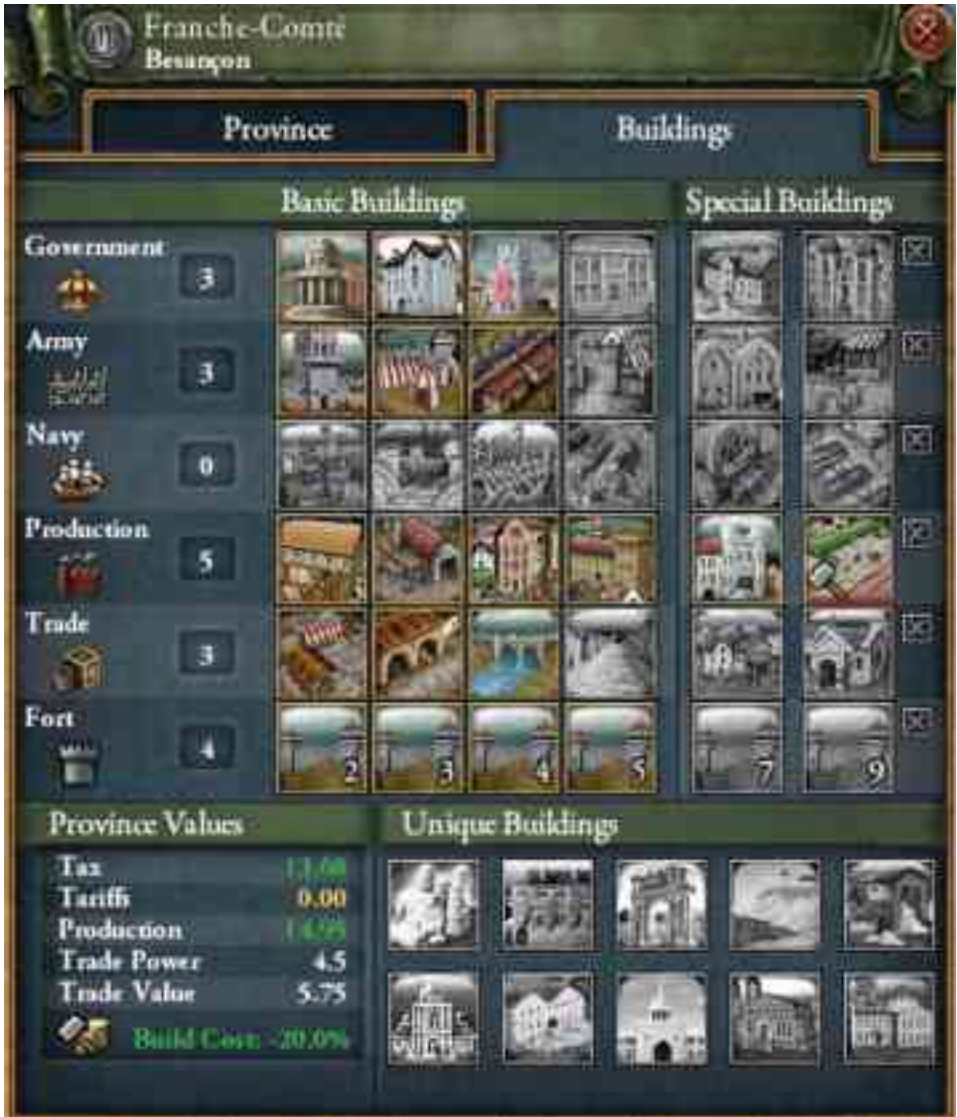 Franche-Comté
Besançon
Province Buildings
Basic Buildings Special Buildings
Government 3
Army 3
Navy 0
Production 5
Trade 3
Fort 4 2 3 4 5 7 9
Province Values Unique Buildings
Tax
Tariffs 0.00
Production 14.95
Trade Power 4.5
Trade Value 5.75
Build Cost: -20.0%